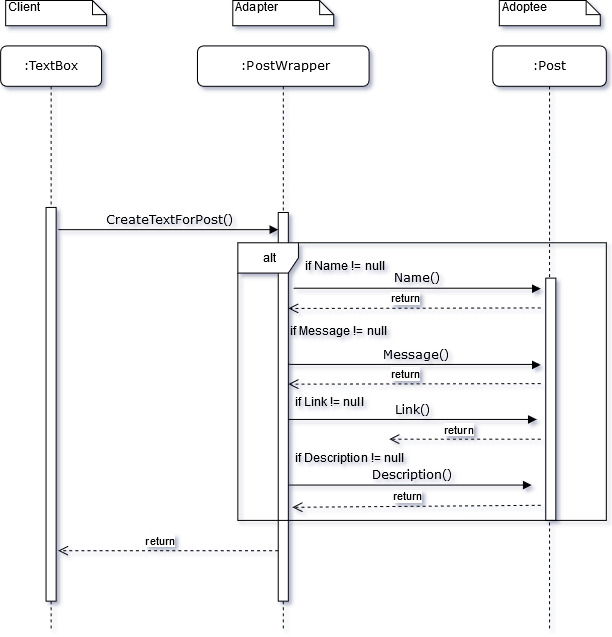 Client
Adapter
Adoptee
:TextBox
:PostWrapper
:Post
CreateTextForPost()
alt
if Name != null
Name()
return
if Message != null
Message()
return
if Link != null
Link()
return
if Description != null
Description()
return
return